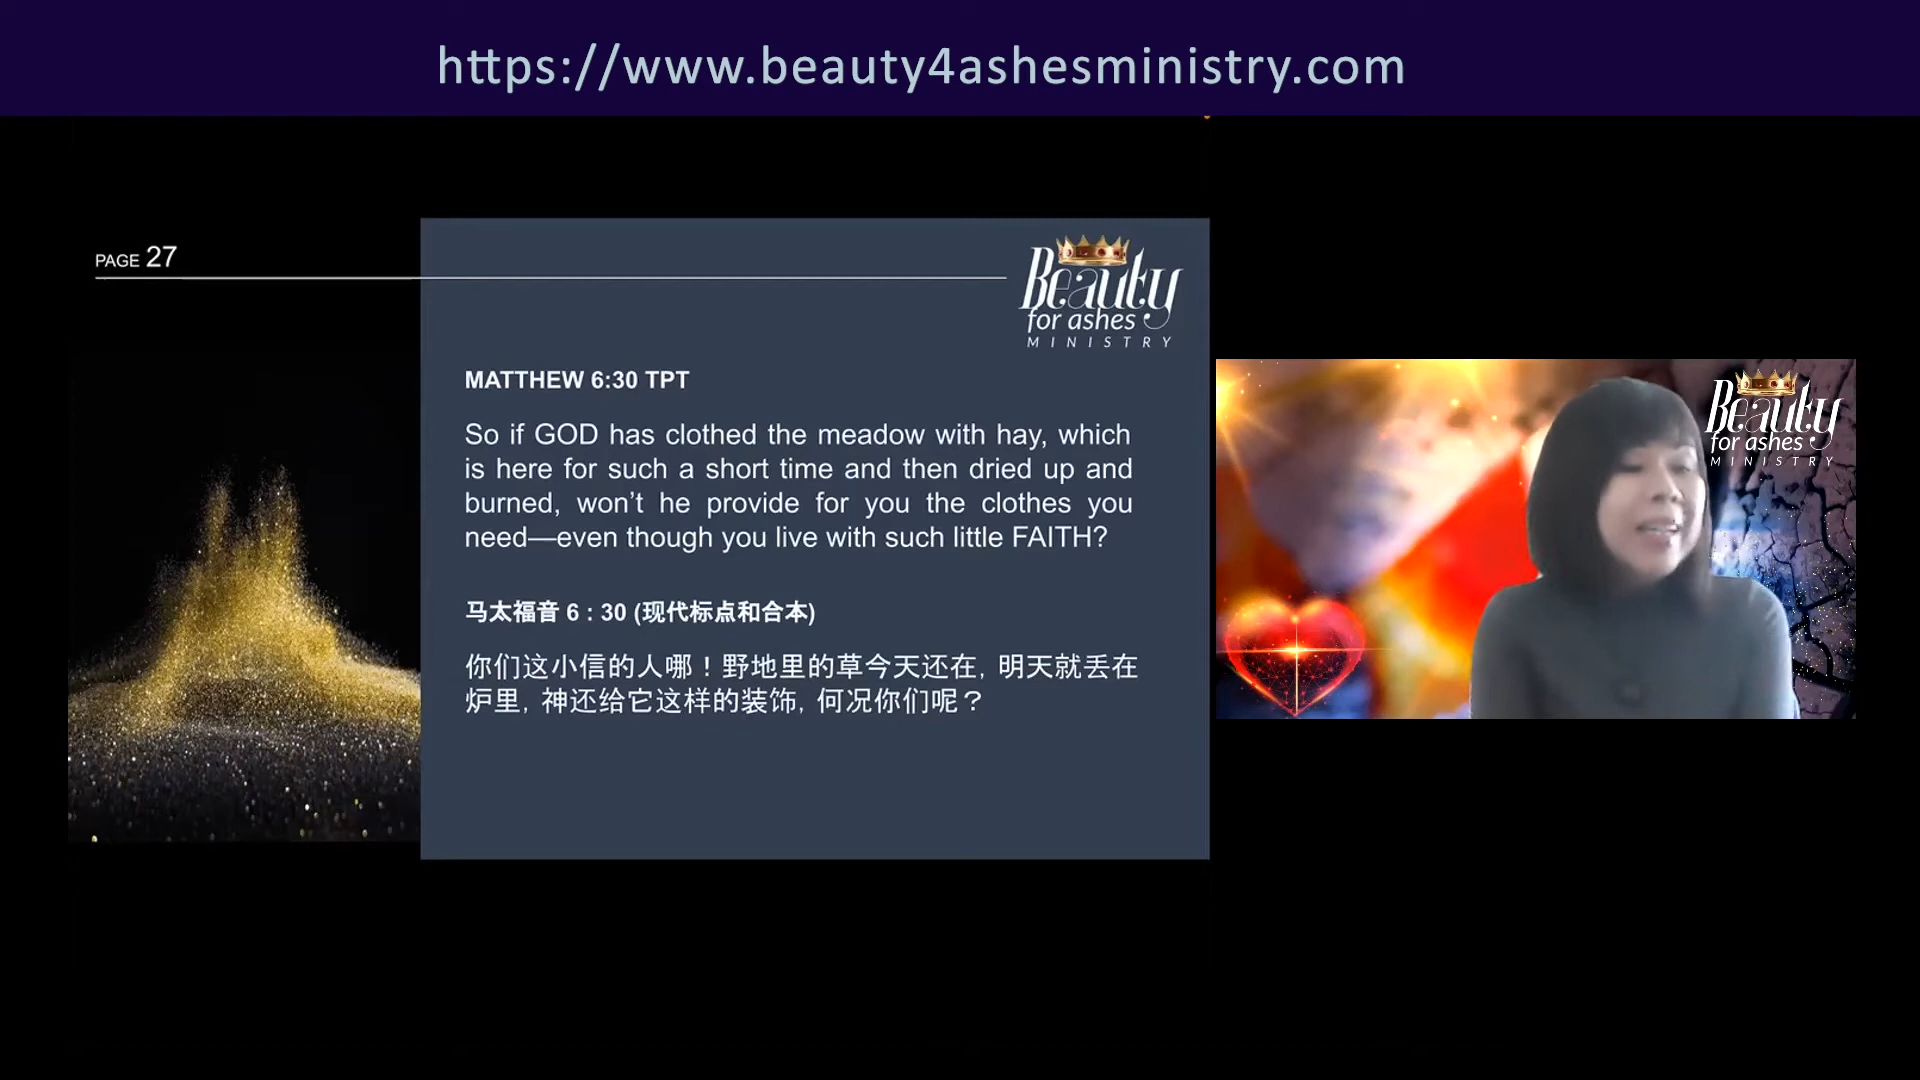 https://www.beauty4ashesministry.com
PAGE 27
Beauty
for ashes
MINISTRY
MATTHEW 6:30 TPT
So if GOD has clothed the meadow with hay, which
is here for such a short time and then dried up and
burned, won’t he provide for you the clothes you
need—even though you live with such little FAITH?
马太福音 6 : 30 (现代标点和合本)
你们这小信的人哪！野地里的草今天还在, 明天就丢在
炉里, 神还给它这样的装饰, 何况你们呢？
Beauty
for ashes
MINISTRY